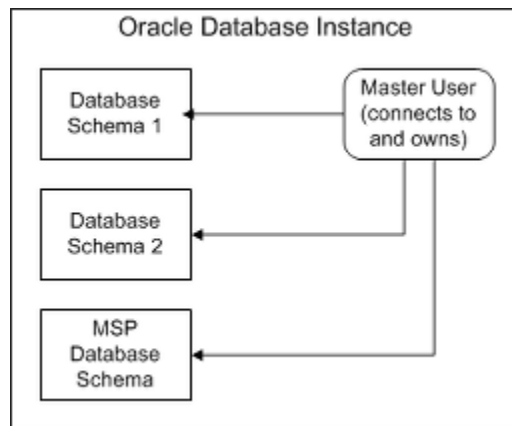 Oracle Database Instance
Database
Schema 1
Master User
(connects to
and owns)
Database
Schema 2
MSP
Database
Schema